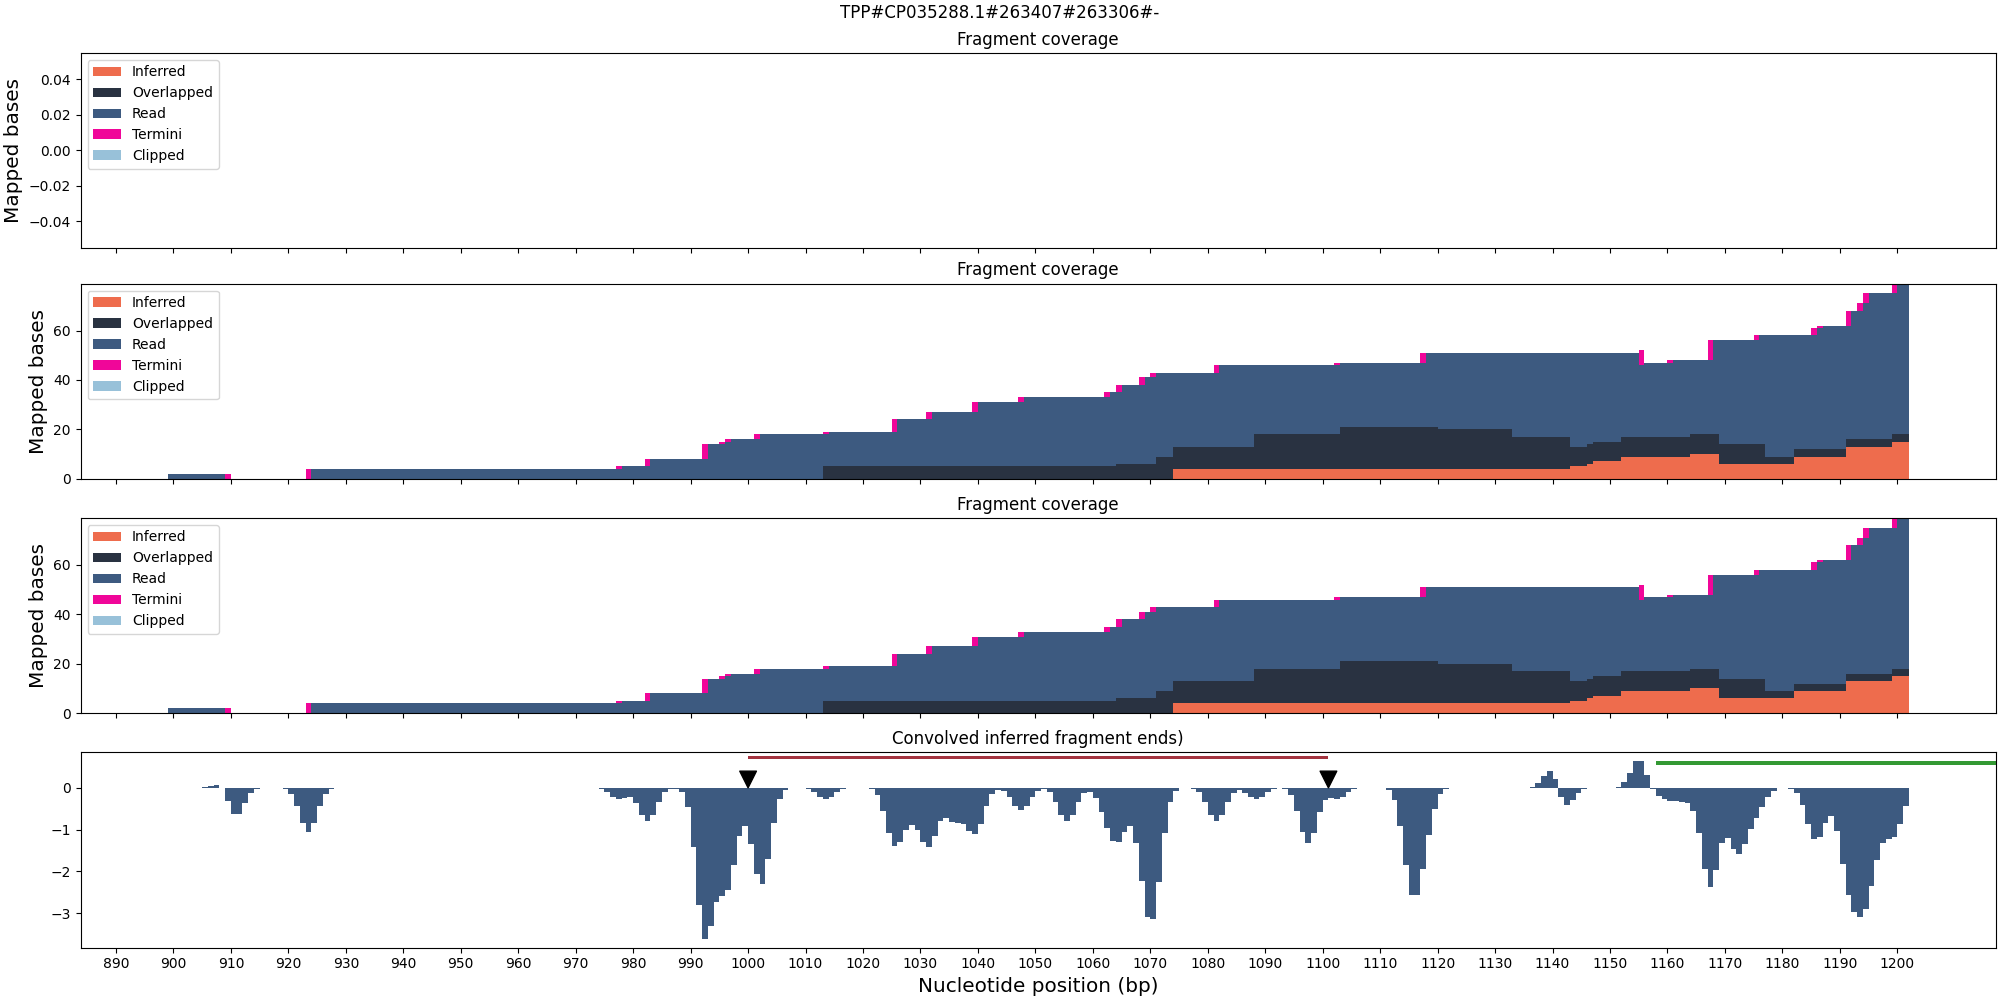 TPP#CP035288.1#263407#263306#-
Fragment coverage
Mapped bases
0.04
0.02
0.00
−0.02
−0.04
Inferred
Overlapped
Read
Termini
Clipped
Fragment coverage
Mapped bases
60
40
20
0
Inferred
Overlapped
Read
Termini
Clipped
Fragment coverage
Mapped bases
60
40
20
0
Inferred
Overlapped
Read
Termini
Clipped
Convolved inferred fragment ends)
0
−1
−2
−3
890 900 910 920 930 940 950 960 970 980 990 1000 1010 1020 1030 1040 1050 1060 1070 1080 1090 1100 1110 1120 1130 1140 1150 1160 1170 1180 1190 1200
Nucleotide position (bp)